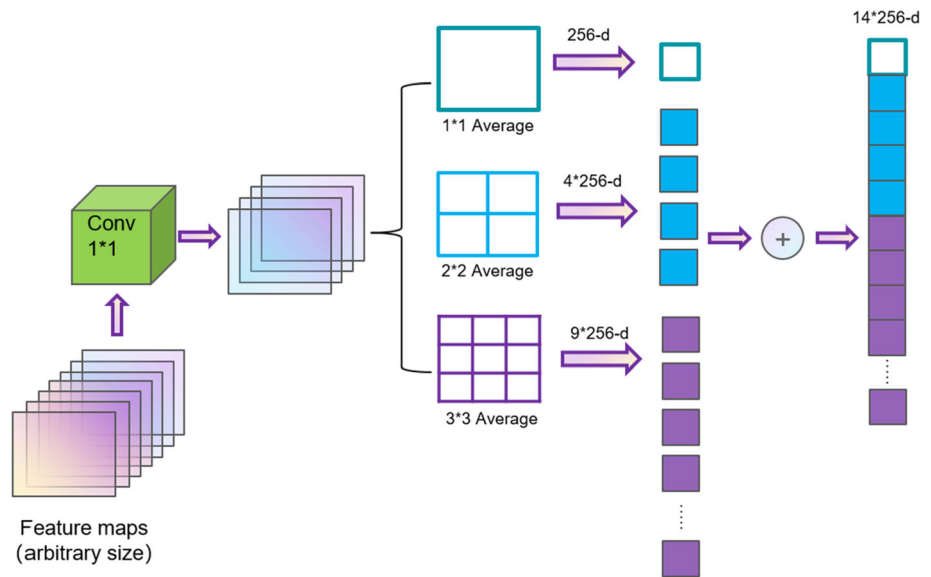 256-d
14*256-d
1*1 Average
Conv
1*1
4*256-d
2*2 Average
+
9*256-d
3*3 Average
Feature maps
(arbitrary size)